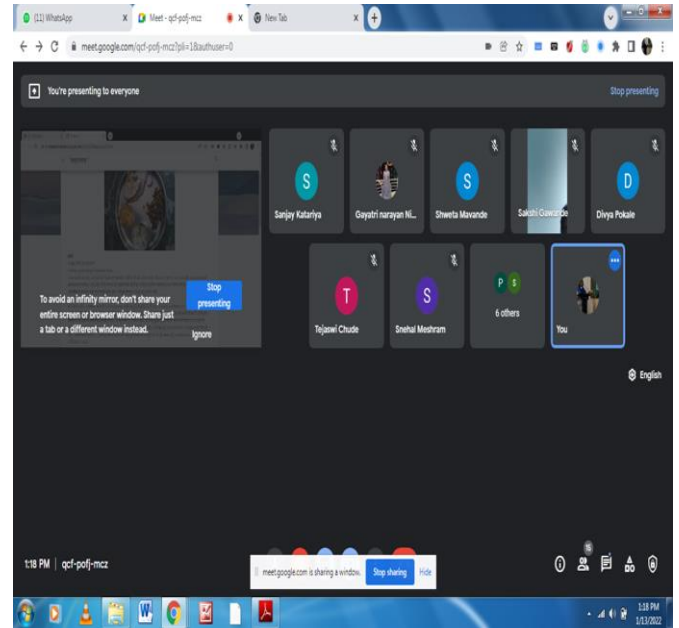 (11) WhatsApp
Meet - qcf-pofj-mcz
New Tab
meet.google.com/qcf-pofj-mcz?pli=1&authuser=0
You're presenting to everyone
Stop presenting
To avoid an infinity mirror, don't share your
entire screen or browser window. Share just
a tab or a different window instead.
Stop
presenting
Ignore
S
Sanjay Katariya
Gayatri narayan Ni...
S
Shweta Mavande
Sakshi Gawande
D
Divya Pokale
T
Tejaswi Chude
S
Snehal Meshram
P S
6 others
You
English
1:18 PM | qcf-pofj-mcz
meet.google.com is sharing a window.
Stop sharing
Hide
W
1:18 PM
1/13/2022